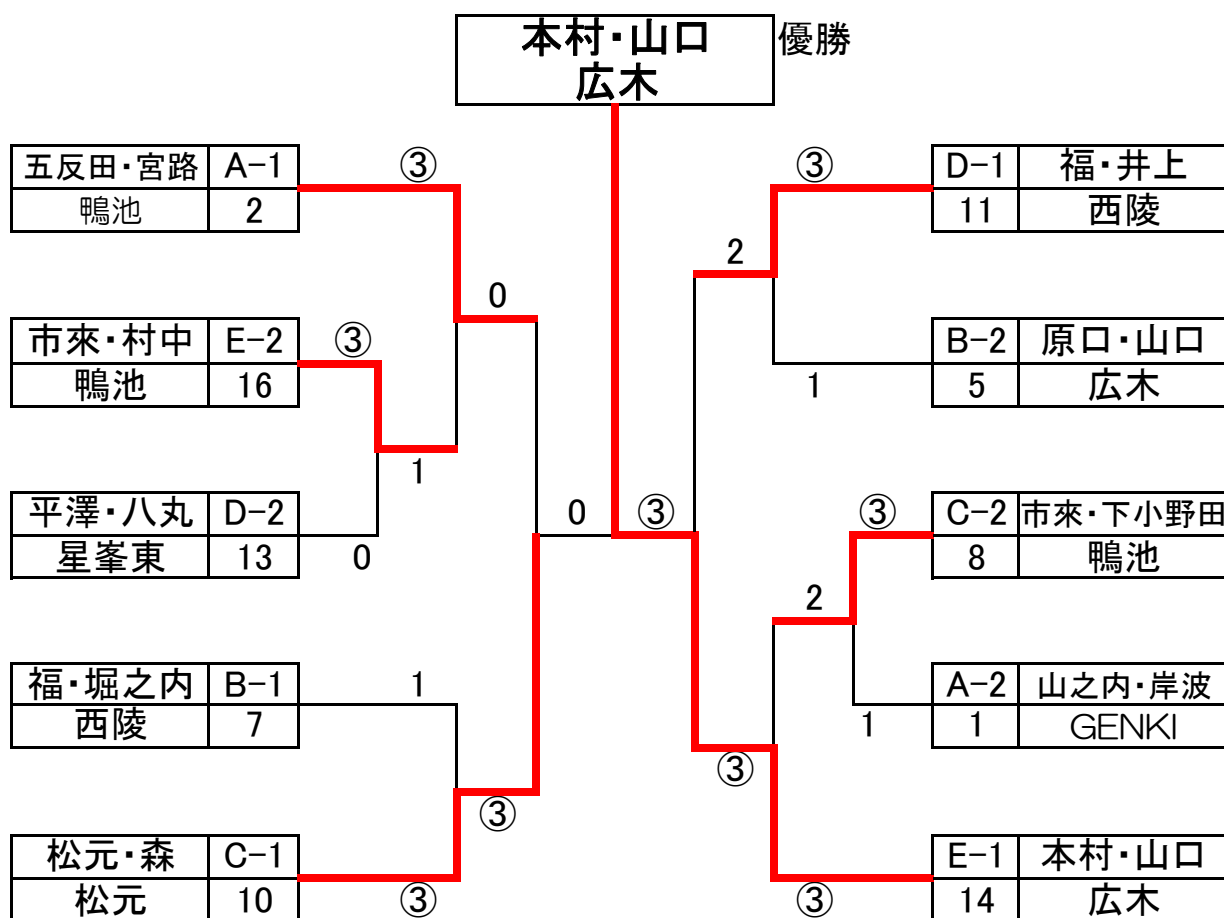 本村・山口 優勝
広木
五反田・宮路 A-1
鴨池 2
③
③
D-1 福・井上
11 西陵
2
0
市來・村中 E-2
鴨池 16
③
B-2 原口・山口
5 広木
1
1
平澤・八丸 D-2
星峯東 13
0
0
③
③
C-2 市來・下小野田
8 鴨池
2
福・堀之内 B-1
西陵 7
1
A-2 山之内・岸波
1 GENKI
1
③
③
松元・森 C-1
松元 10
③
③
E-1 本村・山口
14 広木